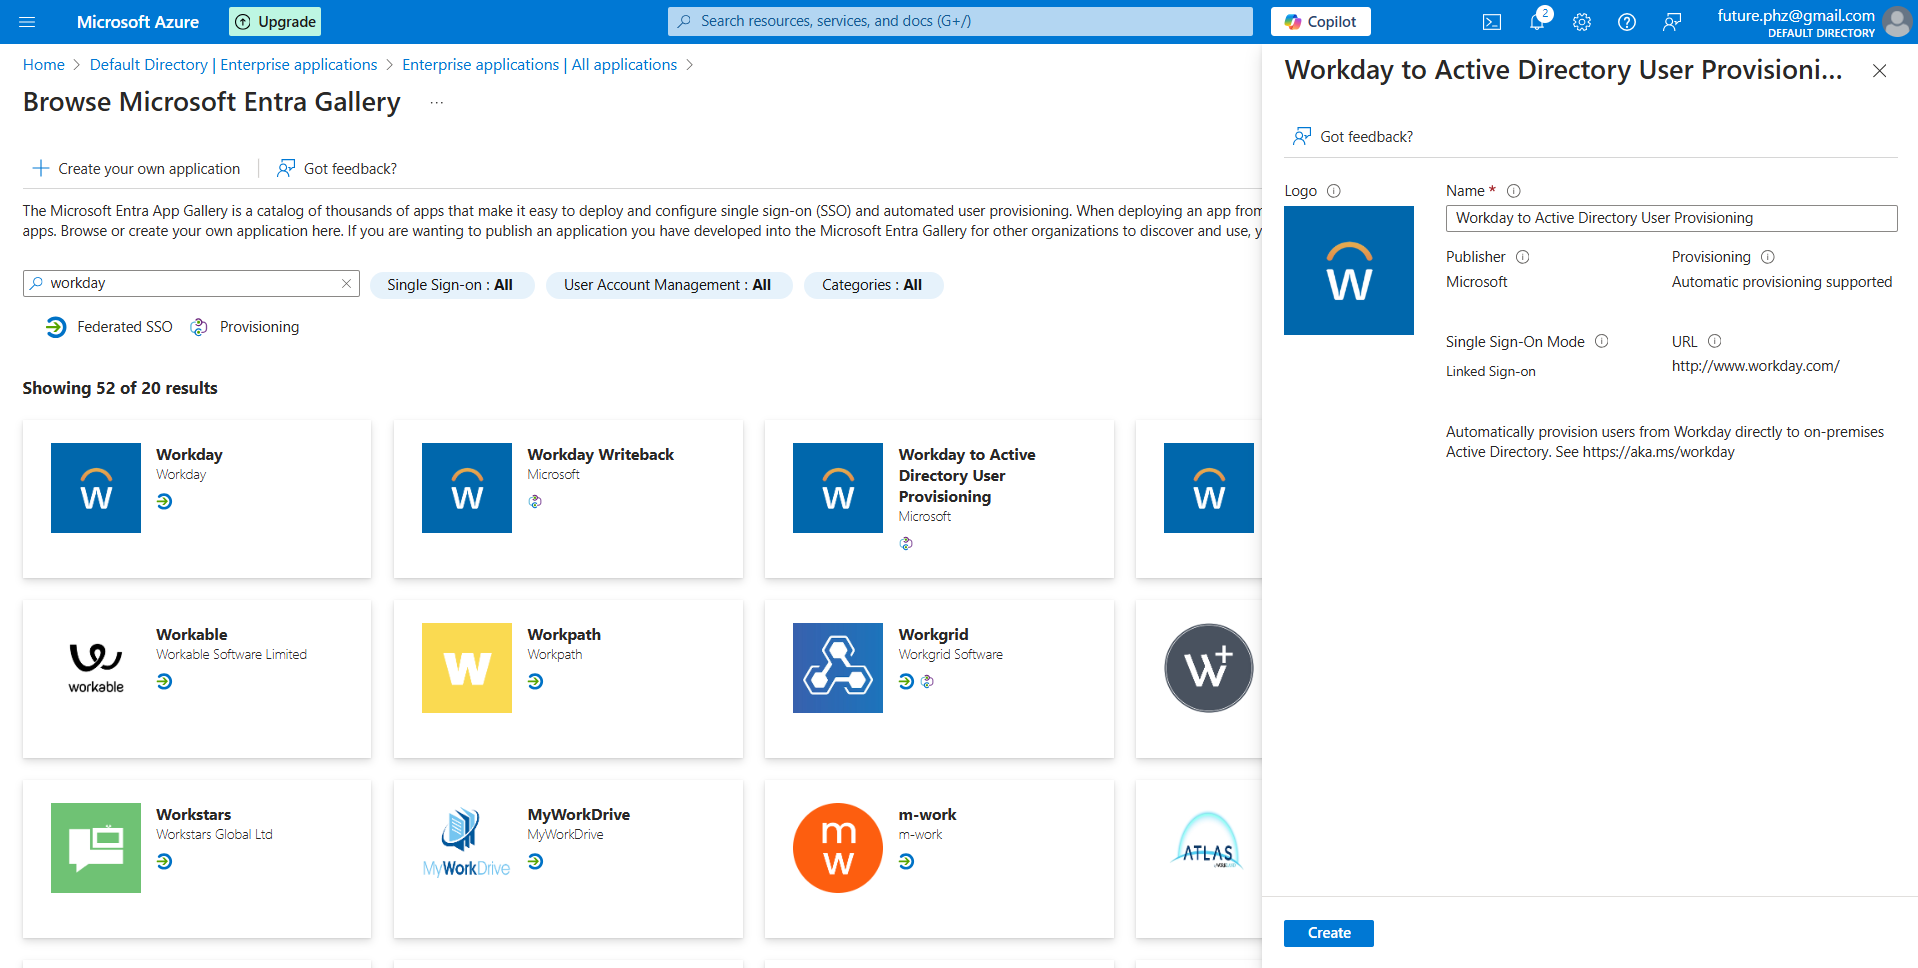 Microsoft Azure
Upgrade
Search resources, services, and docs (G+/)
Copilot
2
future.phz@gmail.com
DEFAULT DIRECTORY
Home
Default Directory | Enterprise applications
Enterprise applications | All applications
Browse Microsoft Entra Gallery
...
Create your own application
Got feedback?
The Microsoft Entra App Gallery is a catalog of thousands of apps that make it easy to deploy and configure single sign-on (SSO) and automated user provisioning. When deploying an app from
apps. Browse or create your own application here. If you are wanting to publish an application you have developed into the Microsoft Entra Gallery for other organizations to discover and use, y
workday
Single Sign-on : All
User Account Management : All
Categories : All
Federated SSO
Provisioning
Showing 52 of 20 results
W
Workday
Workday
W
Workday Writeback
Microsoft
W
Workday to Active
Directory User
Provisioning
Microsoft
W
workable
Workable
Workable Software Limited
W
Workpath
Workpath
Workgrid
Workgrid Software
W+
Workstars
Workstars Global Ltd
MyWorkDrive
MyWorkDrive
MyWorkDrive
m
w
m-work
m-work
ATLAS
Workday to Active Directory User Provisioni...
Got feedback?
Logo
W
Name *
Workday to Active Directory User Provisioning
Publisher
Microsoft
Provisioning
Automatic provisioning supported
Single Sign-On Mode
Linked Sign-on
URL
http://www.workday.com/
Automatically provision users from Workday directly to on-premises
Active Directory. See https://aka.ms/workday
Create